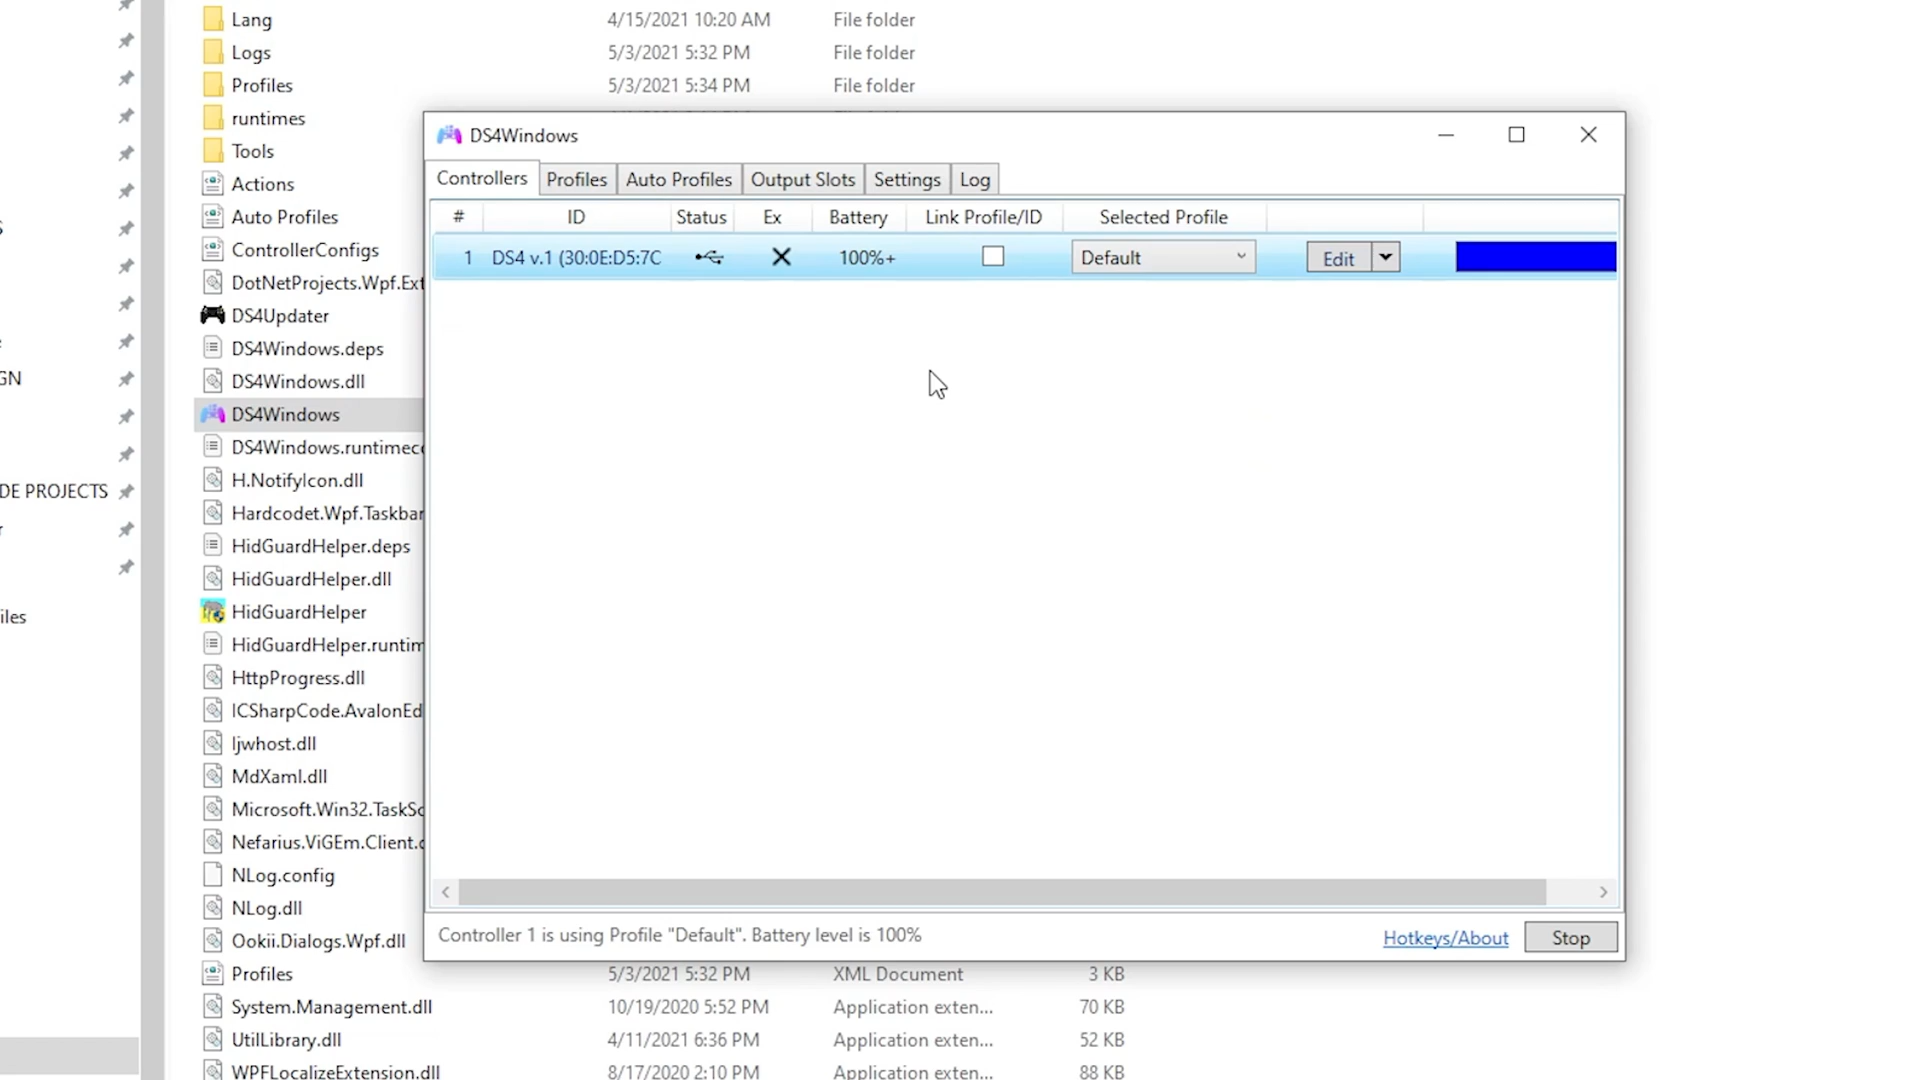 Lang 4/15/2021 10:20 AM File folder
Logs 5/3/2021 5:32 PM File folder
Profiles 5/3/2021 5:34 PM File folder
runtimes
Tools
Actions
Auto Profiles
S
ControllerConfigs
DotNetProjects.Wpf.Ext
DS4Updater
DS4Windows.deps
GN
DS4Windows.dll
DS4Windows
DS4Windows.runtimec
H.NotifyIcon.dll
DE PROJECTS
Hardcodet.Wpf.Taskbar
r
HidGuardHelper.deps
HidGuardHelper.dll
HidGuardHelper
iles
HidGuardHelper.runtim
HttpProgress.dll
ICSharpCode.AvalonEd
Ijwhost.dll
MdXaml.dll
Microsoft.Win32.TaskSc
Nefarius.ViGEm.Client.
NLog.config
NLog.dll
Ookii.Dialogs.Wpf.dll
Profiles 5/3/2021 5:32 PM XML Document 3 KB
System.Management.dll 10/19/2020 5:52 PM Application exten... 70 KB
UtilLibrary.dll 4/11/2021 6:36 PM Application exten... 52 KB
WPFLocalizeExtension.dll 8/17/2020 2:10 PM Application exten... 88 KB
DS4Windows
Controllers Profiles Auto Profiles Output Slots Settings Log
# ID Status Ex Battery Link Profile/ID Selected Profile
1 DS4 v.1 (30:0E:D5:7C 100%+ Default Edit
Controller 1 is using Profile "Default". Battery level is 100% Hotkeys/About Stop